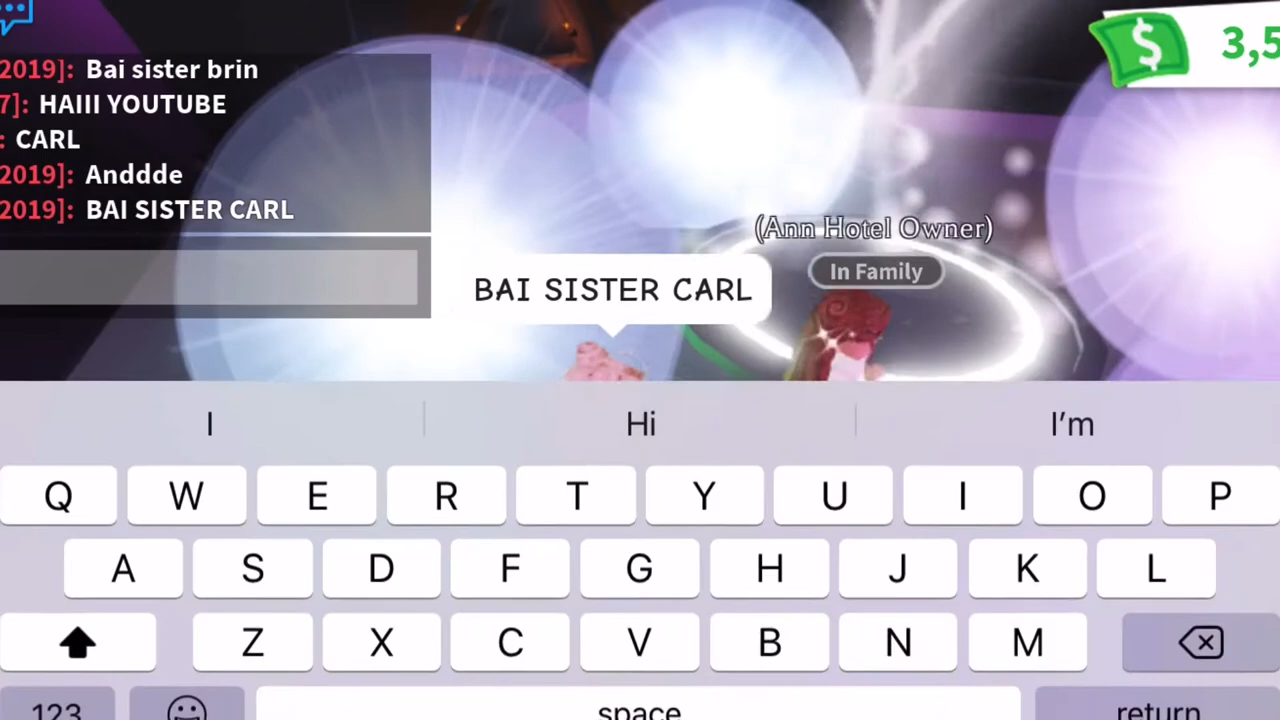 2019]: Bai sister brin
7]: HAIII YOUTUBE
: CARL
2019]: Anddde
2019]: BAI SISTER CARL
$ 3,5
(Ann Hotel Owner)
In Family
BAI SISTER CARL
I Hi I'm
Q W E R T Y U I O P
A S D F G H J K L
Z X C V B N M
123 space return